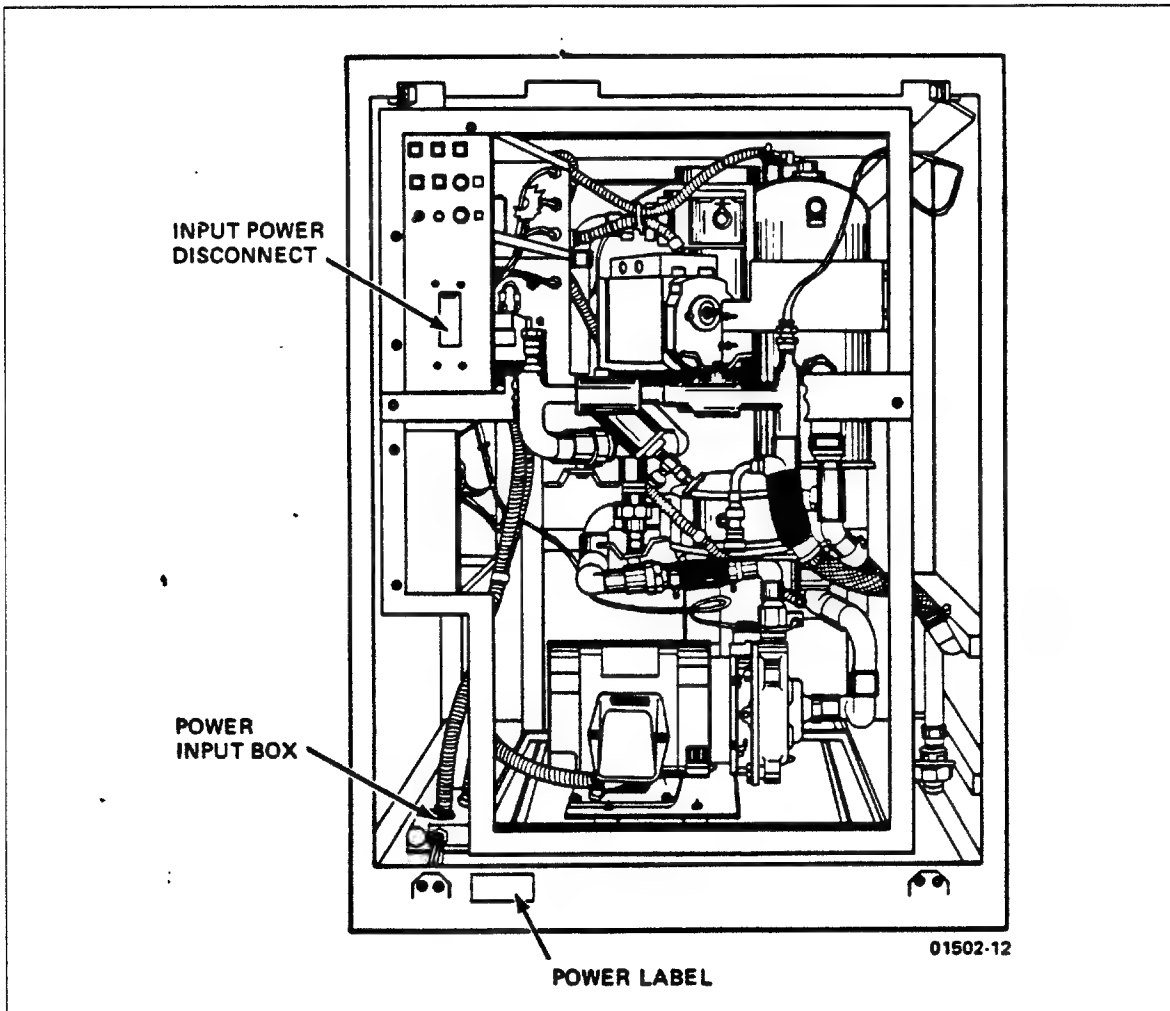 INPUT POWER
DISCONNECT
POWER
INPUT BOX
01502-12
POWER LABEL